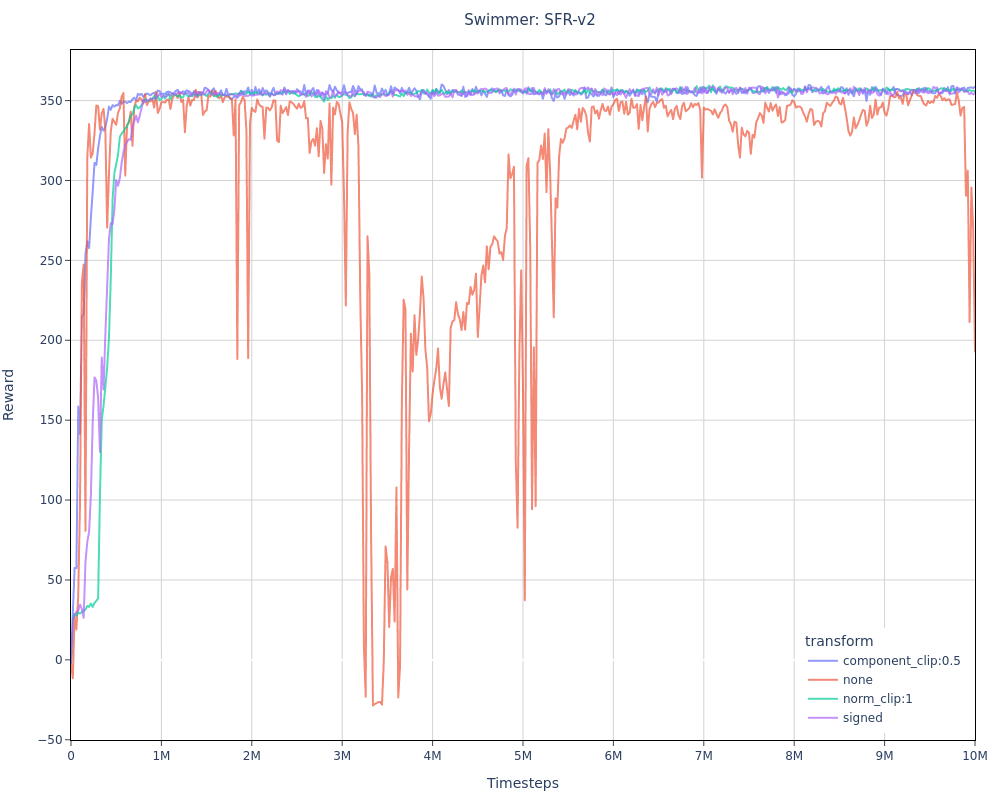 Swimmer: SFR-v2
Reward
350
300
250
200
150
100
50
0
−50
0 1M 2M 3M 4M 5M 6M 7M 8M 9M 10M
Timesteps
transform
component_clip:0.5
none
norm_clip:1
signed